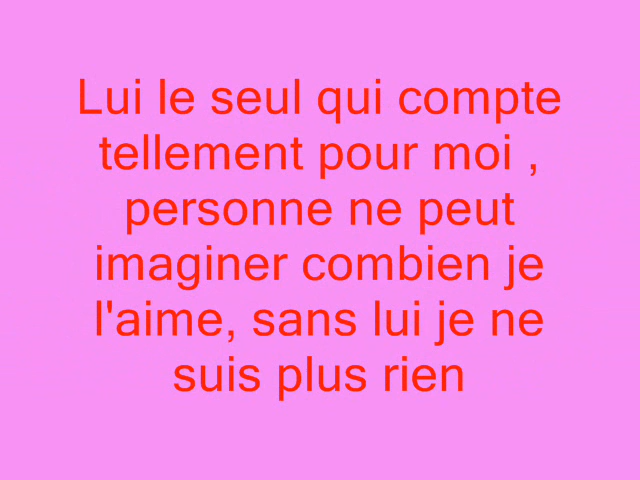 Lui le seul qui compte
tellement pour moi ,
personne ne peut
imaginer combien je
l'aime, sans lui je ne
suis plus rien